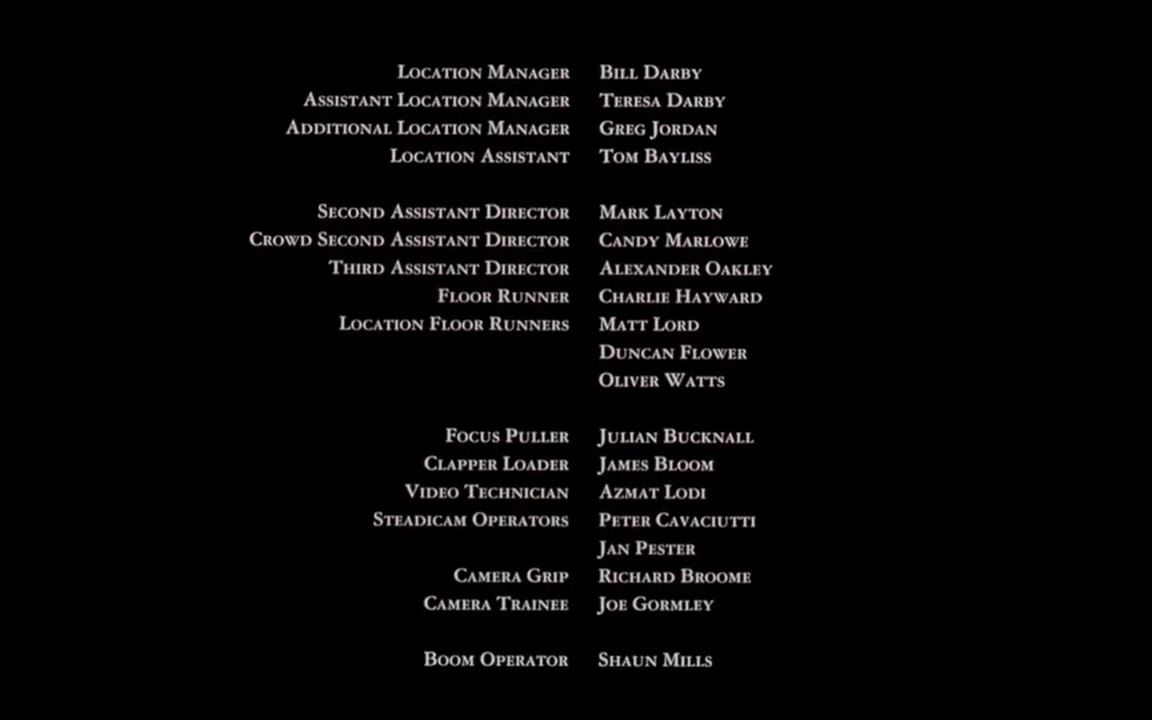 Location Manager Bill Darby
Assistant Location Manager Teresa Darby
Additional Location Manager Greg Jordan
Location Assistant Tom Bayliss
Second Assistant Director Mark Layton
Crowd Second Assistant Director Candy Marlowe
Third Assistant Director Alexander Oakley
Floor Runner Charlie Hayward
Location Floor Runners Matt Lord
Duncan Flower
Oliver Watts
Focus Puller Julian Bucknall
Clapper Loader James Bloom
Video Technician Azmat Lodi
Steadicam Operators Peter Cavaciutti
Jan Pester
Camera Grip Richard Broome
Camera Trainee Joe Gormley
Boom Operator Shaun Mills